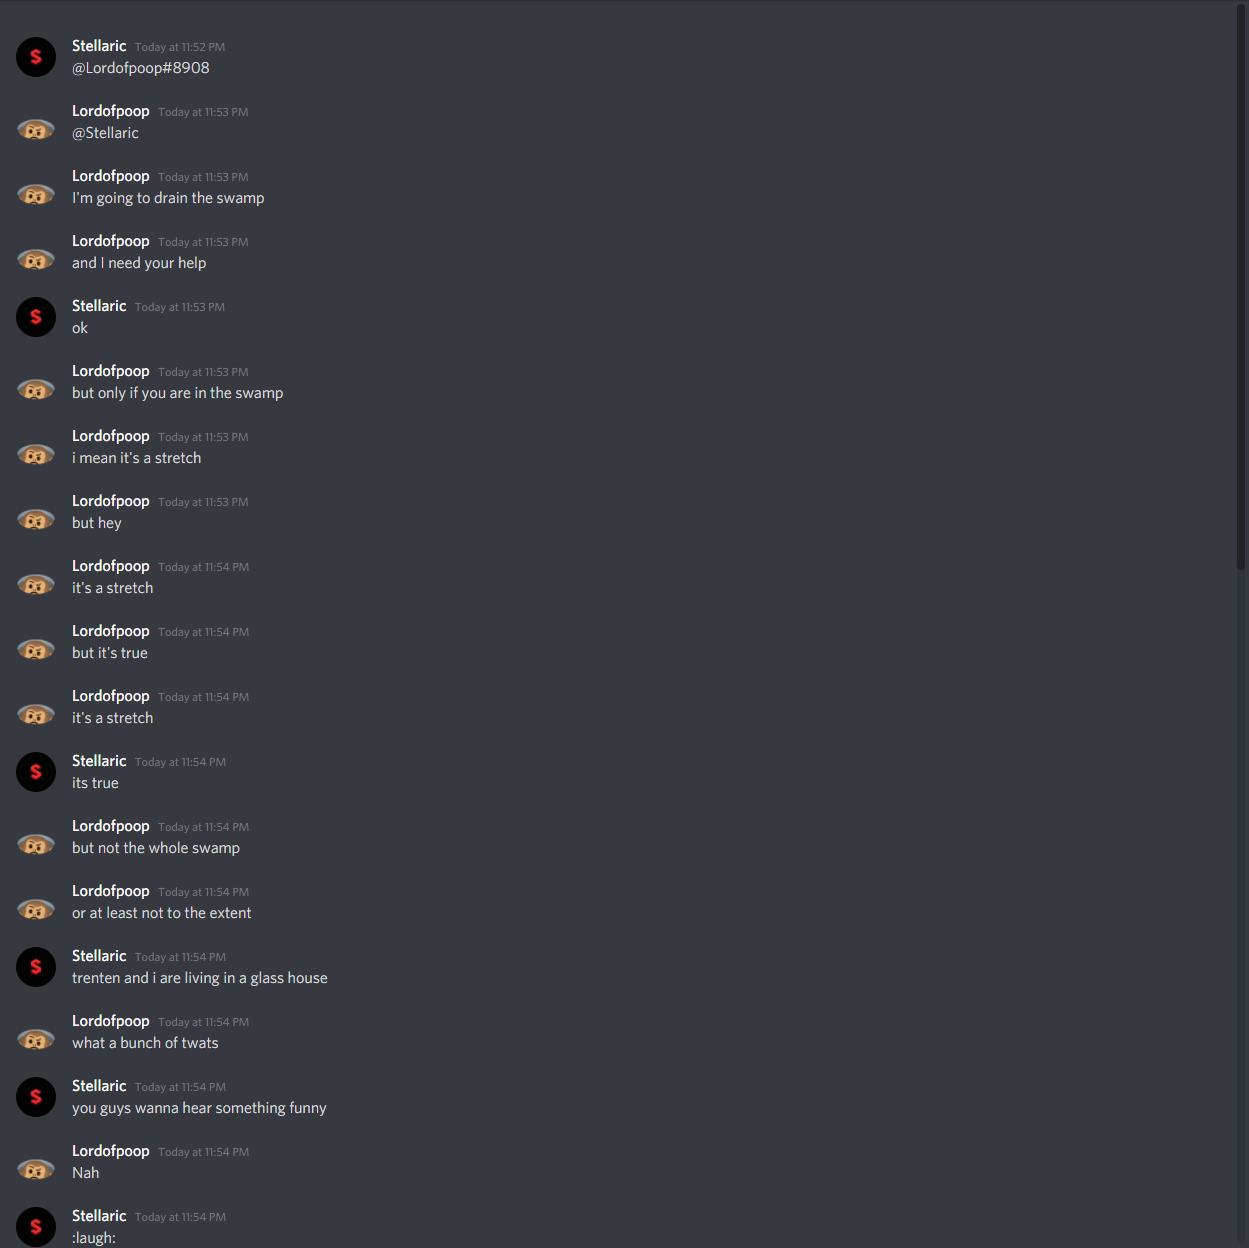 Stellaric Today at 11:52 PM
@Lordofpoop#8908
Lordofpoop Today at 11:53 PM
@Stellaric
Lordofpoop Today at 11:53 PM
I'm going to drain the swamp
Lordofpoop Today at 11:53 PM
and I need your help
Stellaric Today at 11:53 PM
ok
Lordofpoop Today at 11:53 PM
but only if you are in the swamp
Lordofpoop Today at 11:53 PM
i mean it's a stretch
Lordofpoop Today at 11:53 PM
but hey
Lordofpoop Today at 11:54 PM
it's a stretch
Lordofpoop Today at 11:54 PM
but it's true
Lordofpoop Today at 11:54 PM
it's a stretch
Stellaric Today at 11:54 PM
its true
Lordofpoop Today at 11:54 PM
but not the whole swamp
Lordofpoop Today at 11:54 PM
or at least not to the extent
Stellaric Today at 11:54 PM
trenten and i are living in a glass house
Lordofpoop Today at 11:54 PM
what a bunch of twats
Stellaric Today at 11:54 PM
you guys wanna hear something funny
Lordofpoop Today at 11:54 PM
Nah
Stellaric Today at 11:54 PM
:laugh: